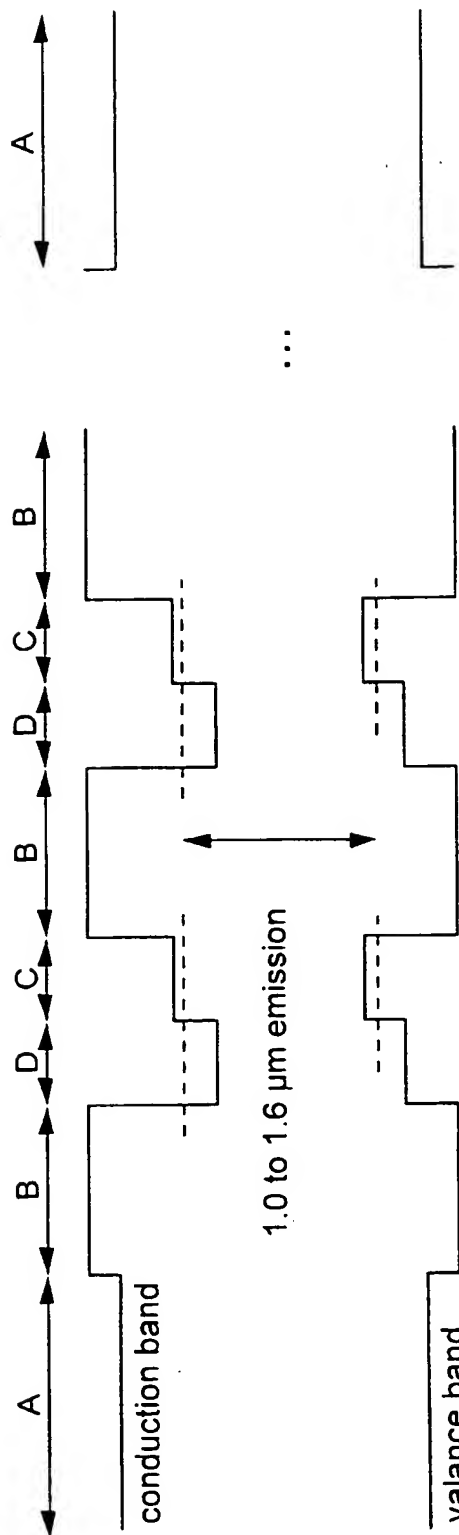 A B D C B D C B A
...
1.0 to 1.6 µm emission
conduction band
valance band